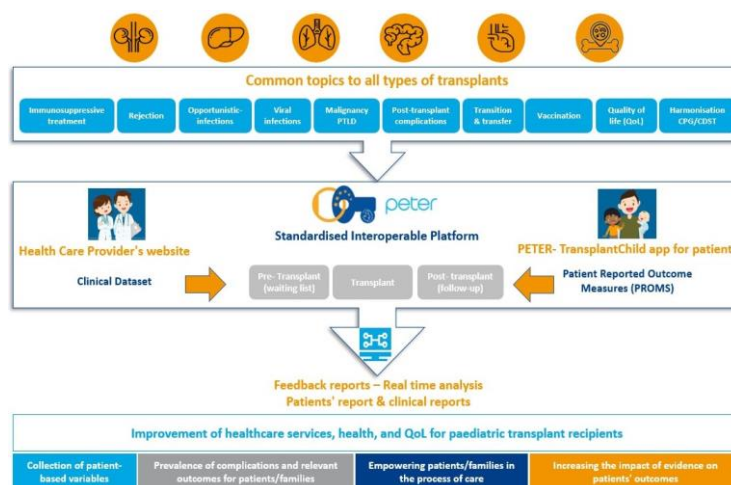 Common topics to all types of transplants
Immunosuppressive
treatment
Rejection
Opportunistic-
infections
Viral
infections
Malignancy
PTLD
Post-transplant
complications
Transition
& transfer
Vaccination
Quality of
life (QoL)
Harmonisation
CPG/CDST
peter
Standardised Interoperable Platform
Health Care Provider's website
Clinical Dataset
Pre- Transplant
(waiting list)
Transplant
Post- transplant
(follow-up)
PETER- TransplantChild app for patient
Patient Reported Outcome
Measures (PROMS)
Feedback reports – Real time analysis
Patients' report & clinical reports
Improvement of healthcare services, health, and QoL for paediatric transplant recipients
Collection of patient-
based variables
Prevalence of complications and relevant
outcomes for patients/families
Empowering patients/families in
the process of care
Increasing the impact of evidence on
patients' outcomes